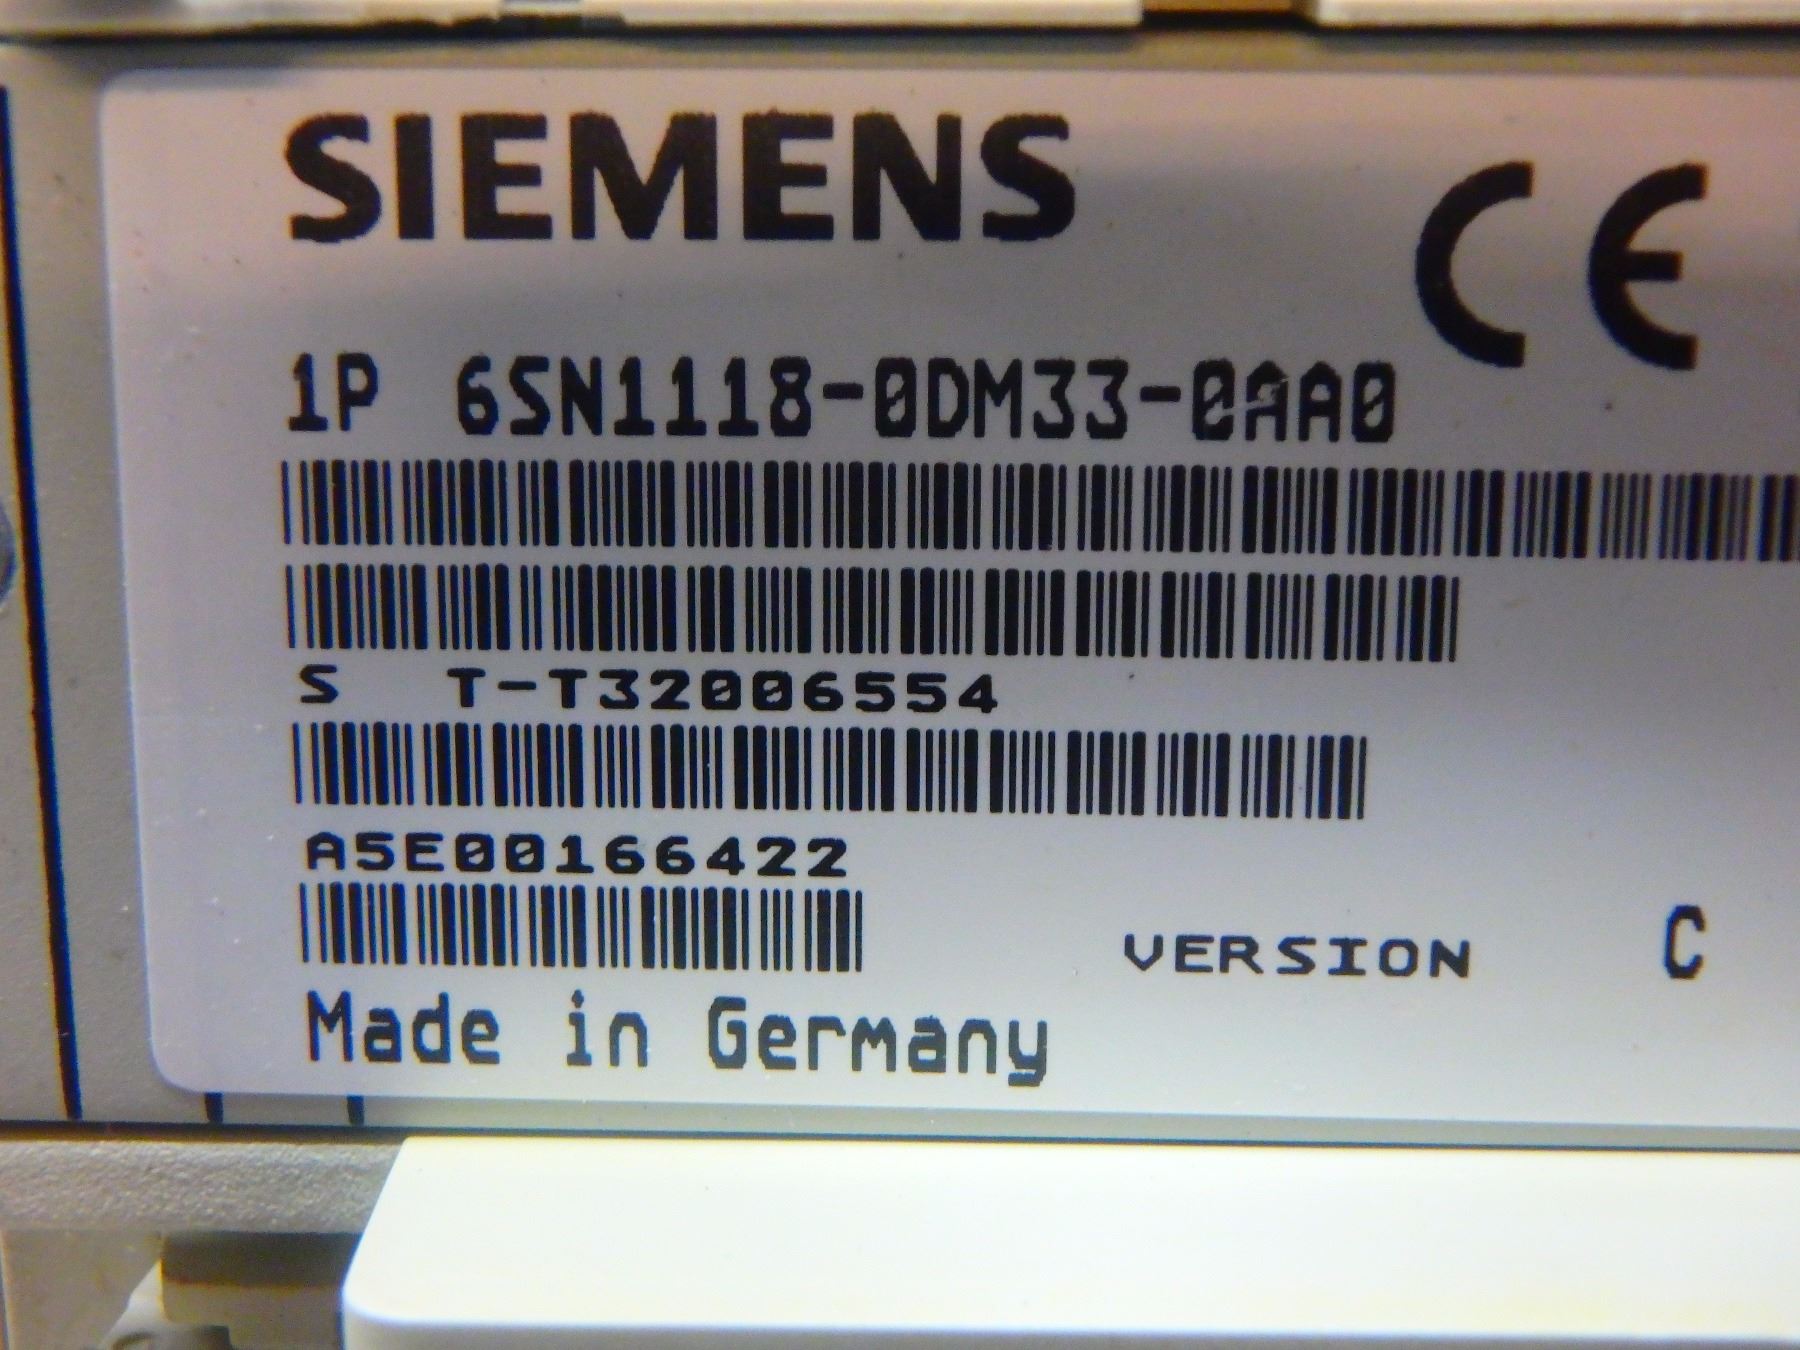 SIEMENS
CE
1P 6SN1118-0DM33-0AA0
S T-T32006554
A5E00166422
VERSION C
Made in Germany